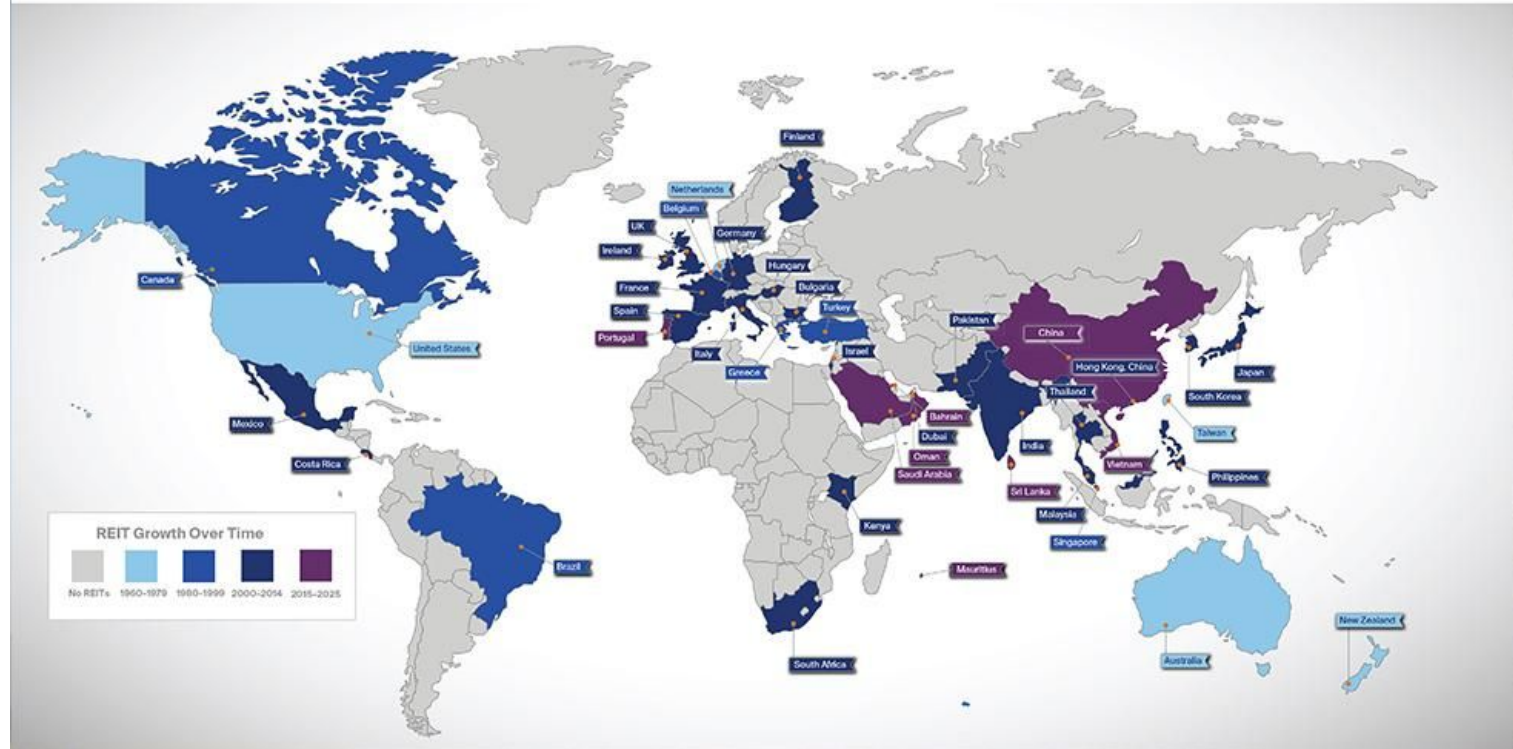 Finland
Netherlands
Belgium
UK
Germany
Ireland
Hungary
Canada
France
Bulgaria
Spain
Turkey
Pakistan
Portugal
China
United States
Italy
Israel
Hong Kong, China
Greece
Japan
Thailand
South Korea
Mexico
Bahrain
Taiwan
Dubai
India
Oman
Costa Rica
Vietnam
Saudi Arabia
Philippines
Sri Lanka
Malaysia
Kenya
REIT Growth Over Time
Singapore
Brazil
Mauritius
No REITs 1960-1979 1980-1999 2000-2014 2015-2025
New Zealand
Australia
South Africa